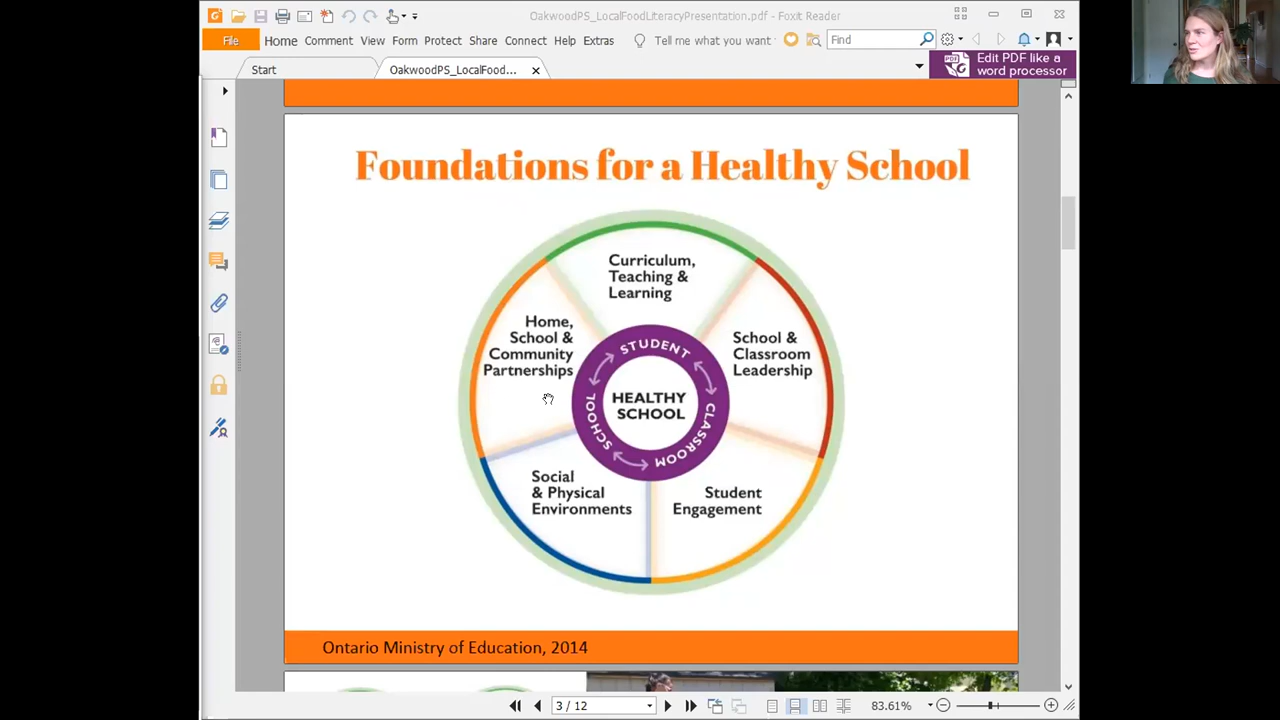 OakwoodPS_LocalFoodLiteracyPresentation.pdf - Foxit Reader
File Home Comment View Form Protect Share Connect Help Extras Tell me what you want Find
Start OakwoodPS_LocalFood...
Edit PDF like a
word processor
Foundations for a Healthy School
Curriculum,
Teaching &
Learning
Home,
School &
Community
Partnerships
School &
Classroom
Leadership
STUDENT
CLASSROOM
SCHOOL
HEALTHY
SCHOOL
Social
& Physical
Environments
Student
Engagement
Ontario Ministry of Education, 2014
3 / 12
83.61%